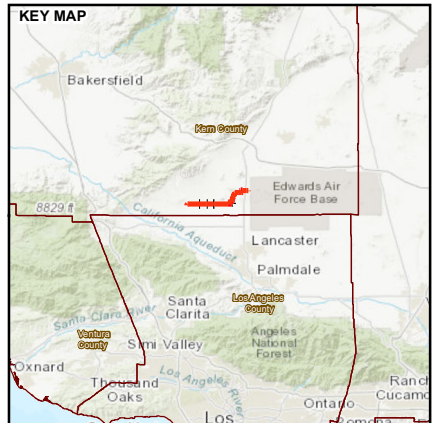 KEY MAP
Bakersfield
Kern County
Edwards Air
Force Base
8829 ft
California Aqueduct
Lancaster
Palmdale
Santa
Clarita
Los Angeles
County
Santa Clara River
Ventura
County
Simi Valley
Angeles
National
Forest
Oxnard
Thousand
Oaks
Los Angeles River
Ranch
Cucamo
Ontario
Los
Pomona